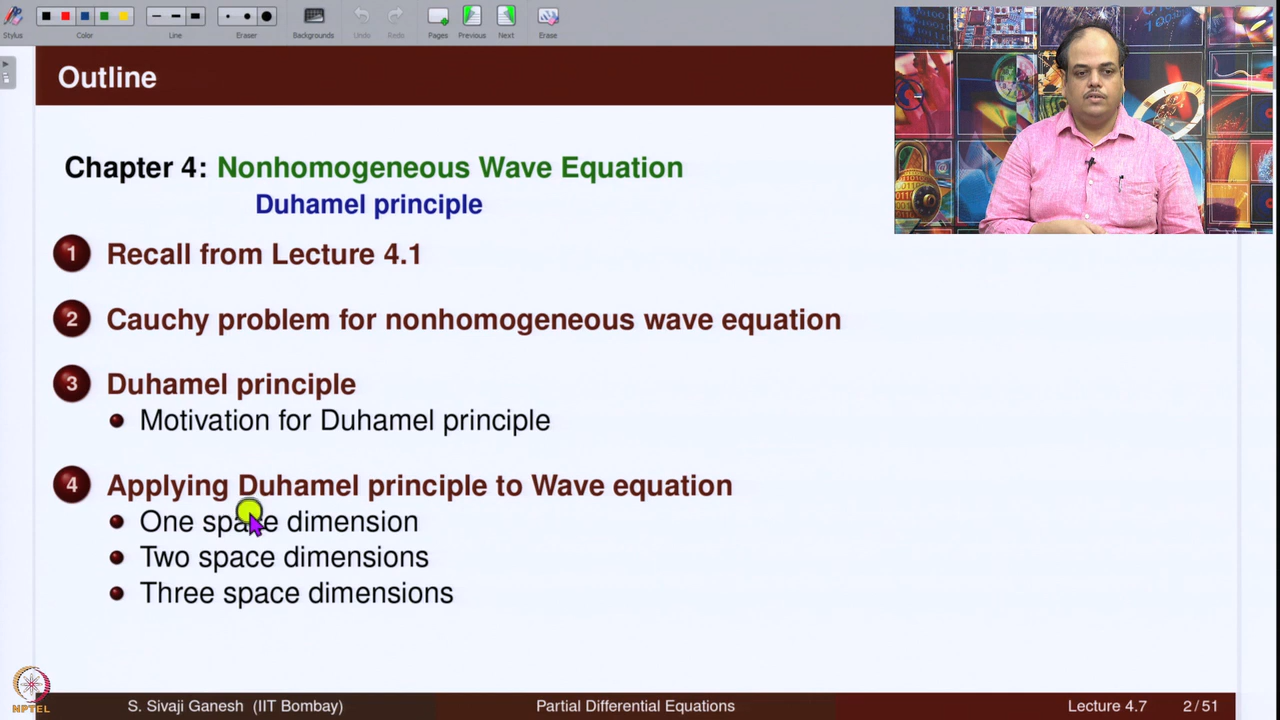 Stylus
Color
Line
Eraser
Backgrounds
Undo
Redo
Pages
Previous
Next
Erase
Outline
Chapter 4: Nonhomogeneous Wave Equation
Duhamel principle
1 Recall from Lecture 4.1
2 Cauchy problem for nonhomogeneous wave equation
3 Duhamel principle
Motivation for Duhamel principle
4 Applying Duhamel principle to Wave equation
One space dimension
Two space dimensions
Three space dimensions
NPTEL
S. Sivaji Ganesh (IIT Bombay)
Partial Differential Equations
Lecture 4.7
2 / 51